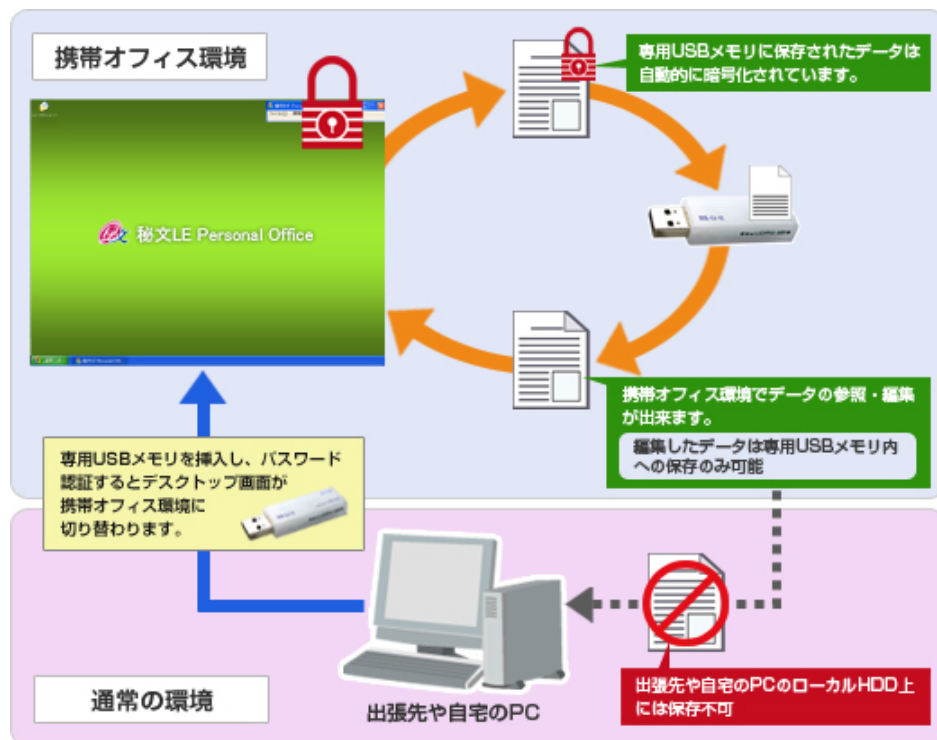 携帯オフィス環境
専用USBメモリに保存されたデータは
自動的に暗号化されています。
秘文LE Personal Office
携帯オフィス環境でデータの参照・編集
が出来ます。
編集したデータは専用USBメモリ内
への保存のみ可能
専用USBメモリを挿入し、パスワード
認証するとデスクトップ画面が
携帯オフィス環境に
切り替わります。
通常の環境
出張先や自宅のPC
出張先や自宅のPCのローカルHDD上
には保存不可